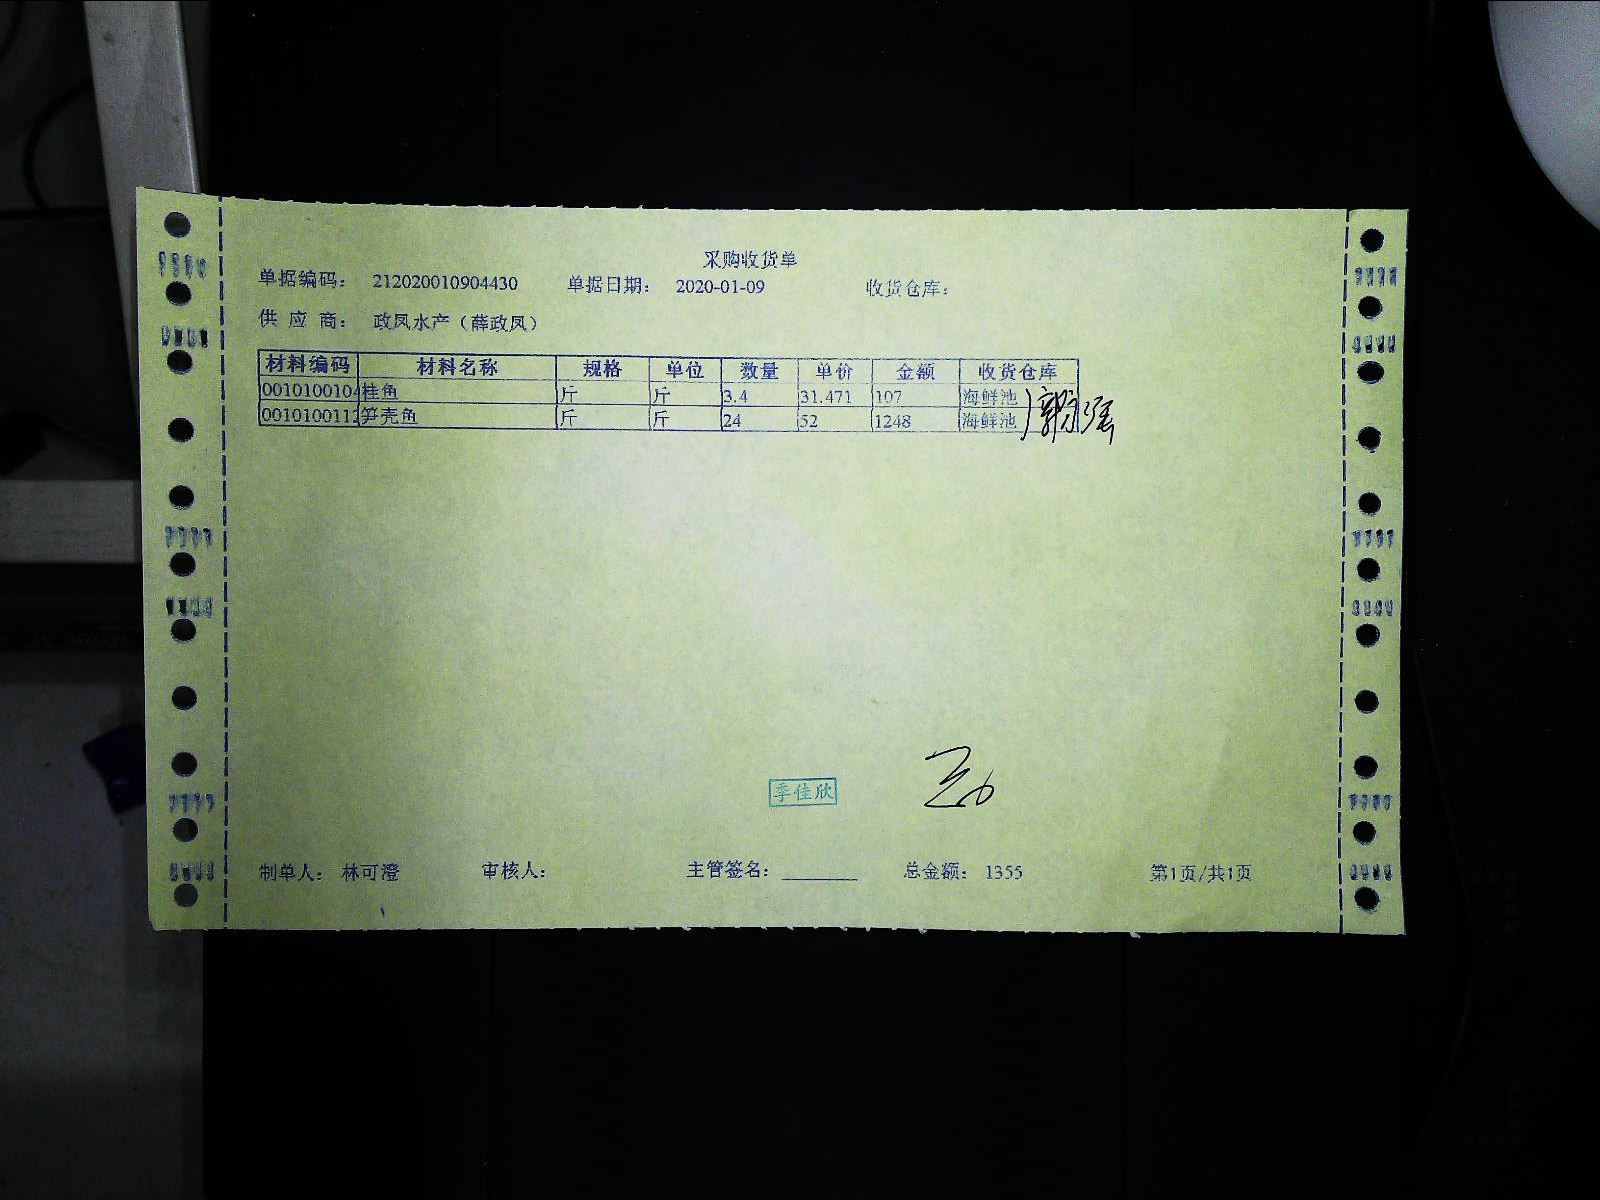 采购收货单
单据编码： 212020010904430 单据日期： 2020-01-09 收货仓库：
供 应 商： 政凤水产（薛政凤）
材料编码 材料名称 规格 单位 数量 单价 金额 收货仓库
0010100104 桂鱼 斤 斤 3.4 31.471 107 海鲜池
0010100112 笋壳鱼 斤 斤 24 52 1248 海鲜池
季佳欣
制单人： 林可澄 审核人： 主管签名： 总金额： 1355 第1页/共1页